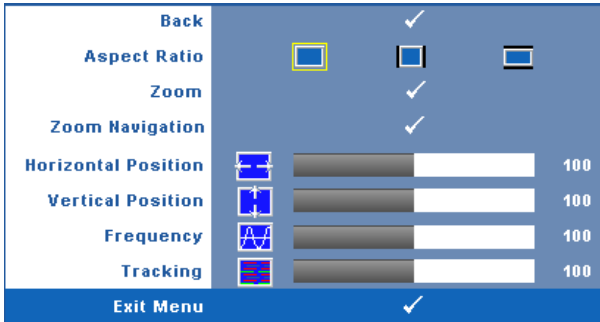 Back
Aspect Ratio
Zoom
Zoom Navigation
Horizontal Position 100
Vertical Position 100
Frequency 100
Tracking 100
Exit Menu